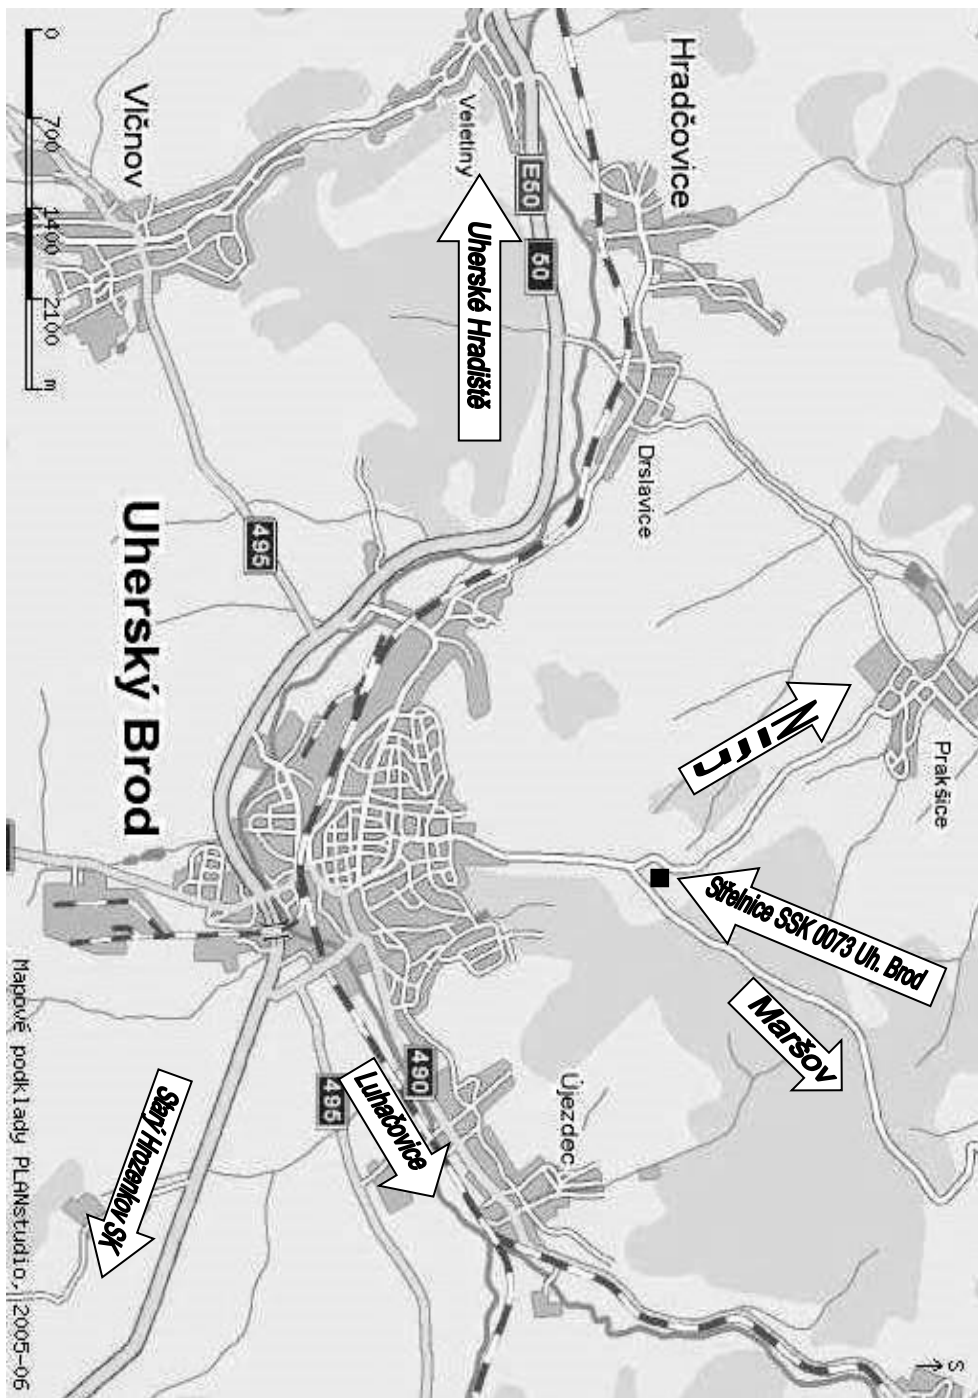 S
Prakšice
Střelnice SSK 0073 Uh. Brod
Maršov
Zlín
Hradčovice
Drslavice
Újezdec
E50
50
Uherské Hradiště
Veletiny
490
Luhačovice
495
495
Uherský Brod
Vlčnov
Starý Hrozenkov SK
0 700 1400 2100 m
Mapové podklady PLANstudio, 2005-06